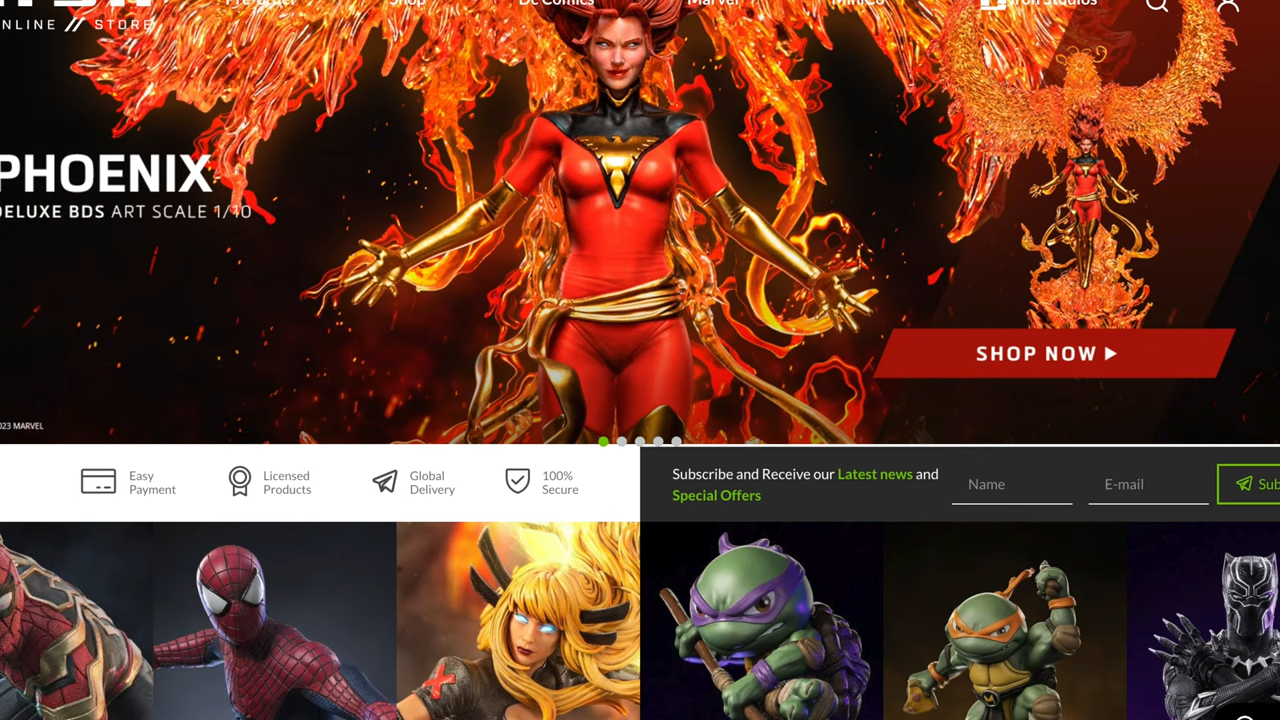 Pre-order Shop Dc Comics Marvel MiniCo Iron Studios
NLINE // STORE
PHOENIX
DELUXE BDS ART SCALE 1/10
SHOP NOW
023 MARVEL
Easy
Payment
Licensed
Products
Global
Delivery
100%
Secure
Subscribe and Receive our Latest news and
Special Offers
Name
E-mail
Sub